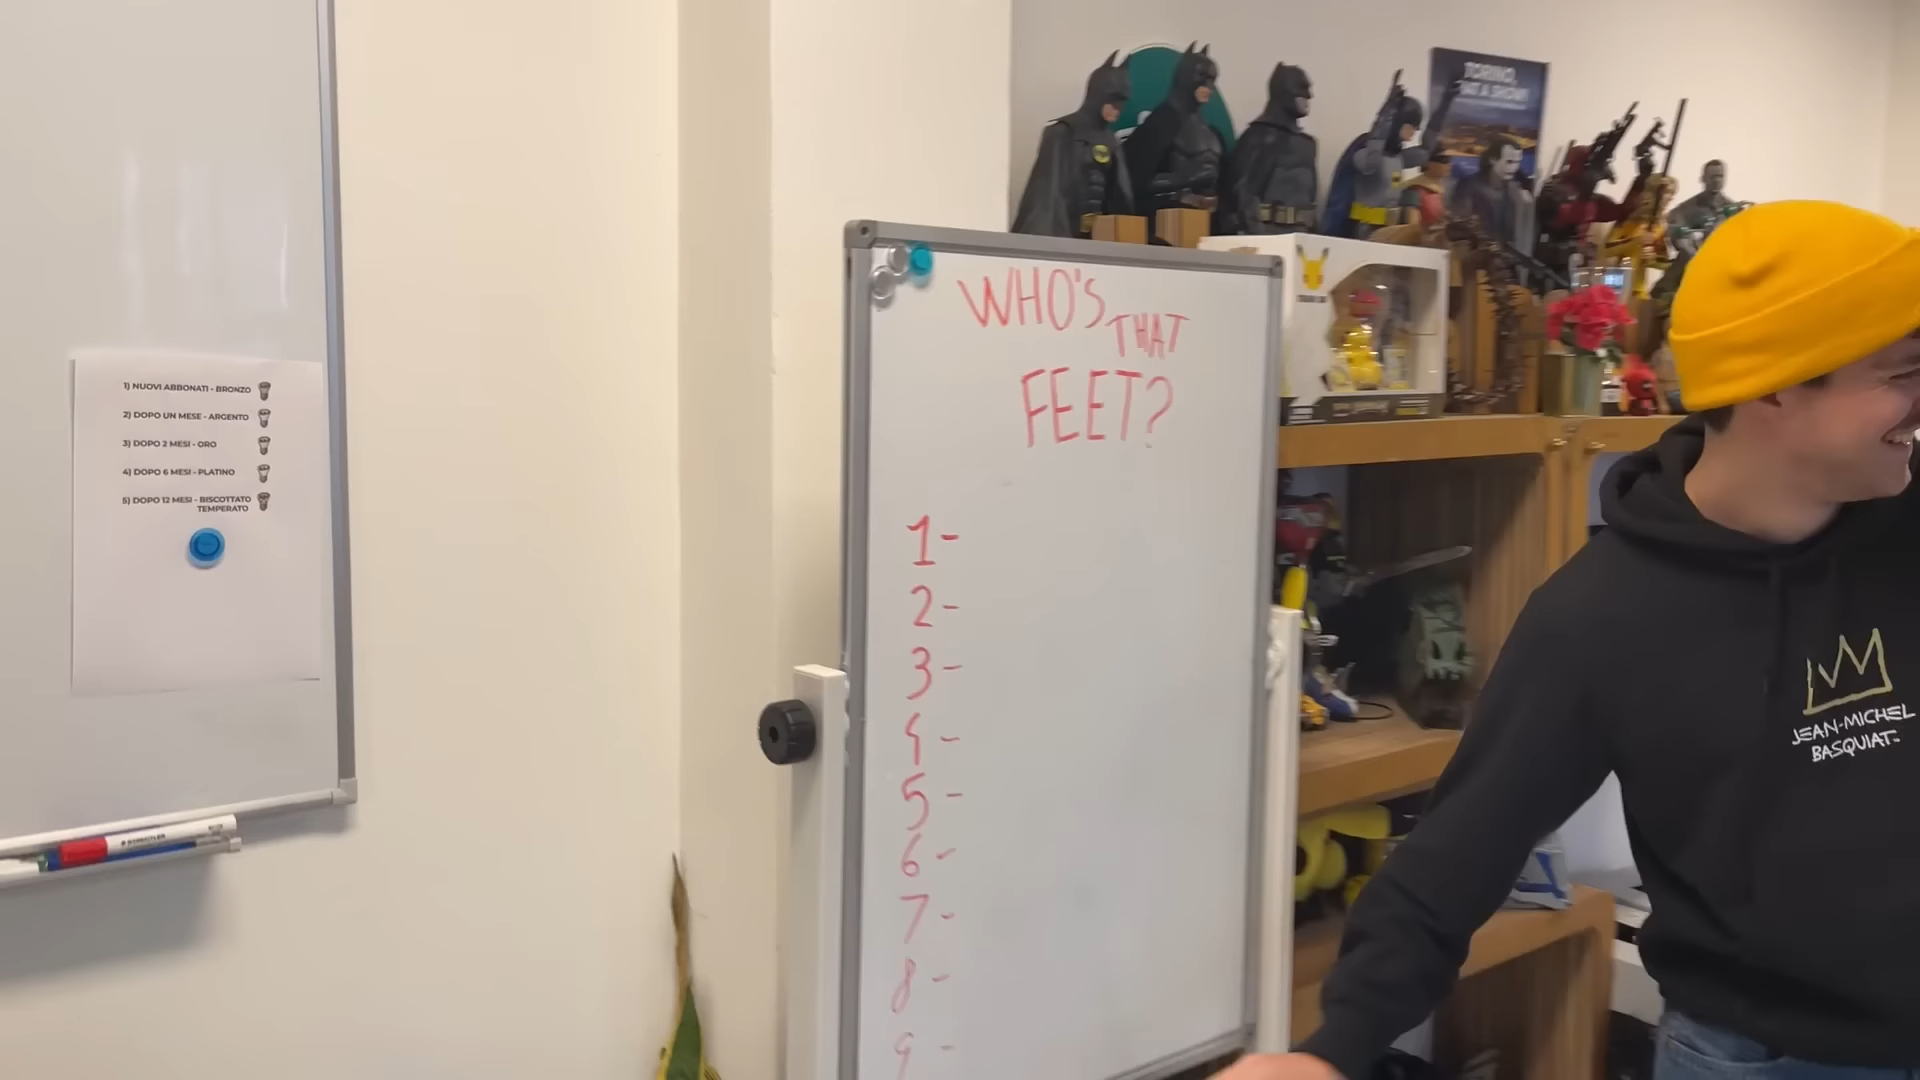 1) NUOVI ABBONATI - BRONZO
2) DOPO UN MESE - ARGENTO
3) DOPO 2 MESI - ORO
4) DOPO 6 MESI - PLATINO
5) DOPO 12 MESI - BISCOTTATO
TEMPERATO
WHO'S
THAT
FEET?
1-
2-
3-
4-
5-
6-
7-
8-
9-
TORINO,
JEAN-MICHEL
BASQUIAT